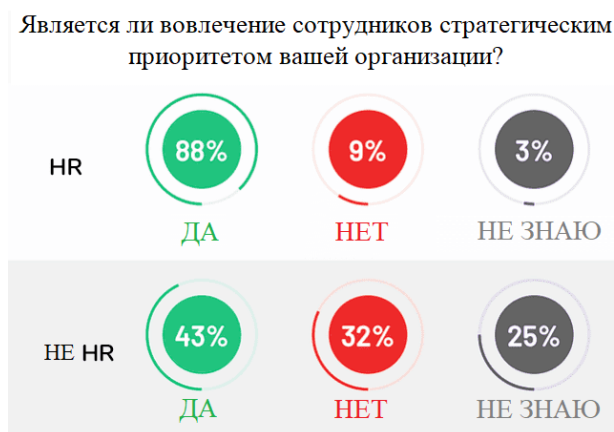 Является ли вовлечение сотрудников стратегическим
приоритетом вашей организации?
HR
88%
9%
3%
ДА
НЕТ
НЕ ЗНАЮ
НЕ HR
43%
32%
25%
ДА
НЕТ
НЕ ЗНАЮ